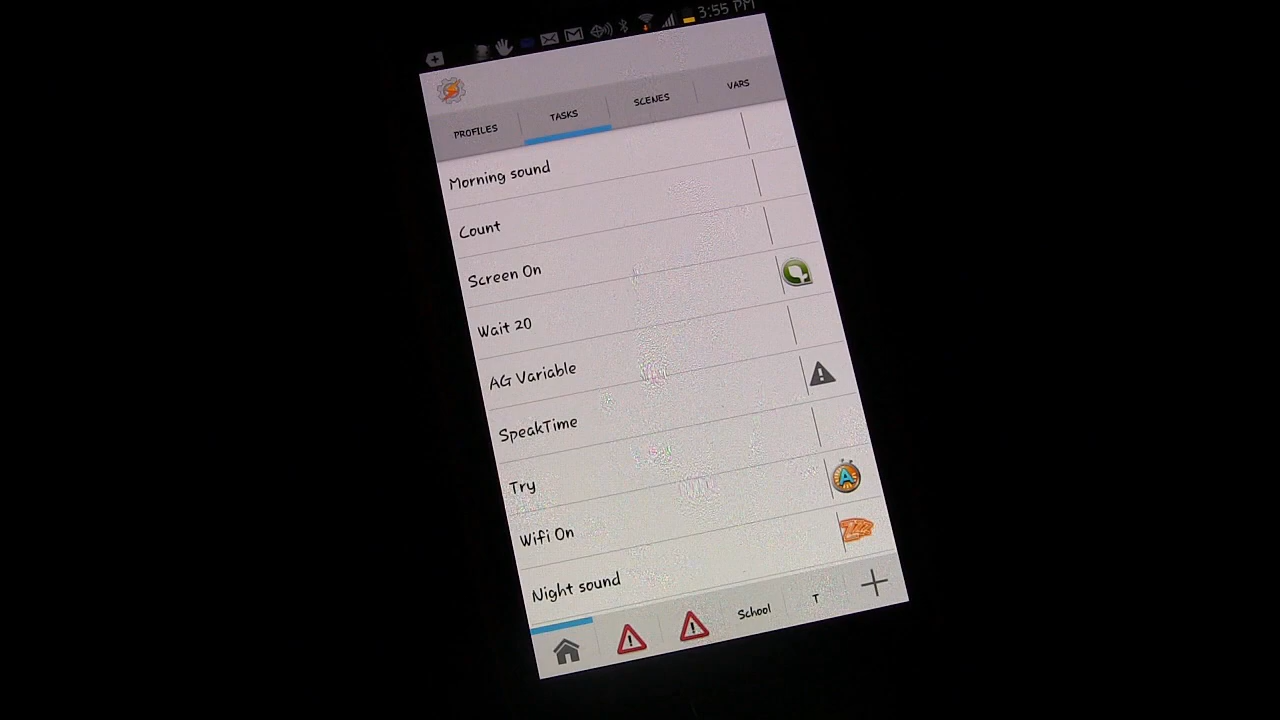 3:55 PM
PROFILES TASKS SCENES VARS
Morning sound
Count
Screen On
Wait 20
AG Variable
SpeakTime
Try
Wifi On
Night sound
School T